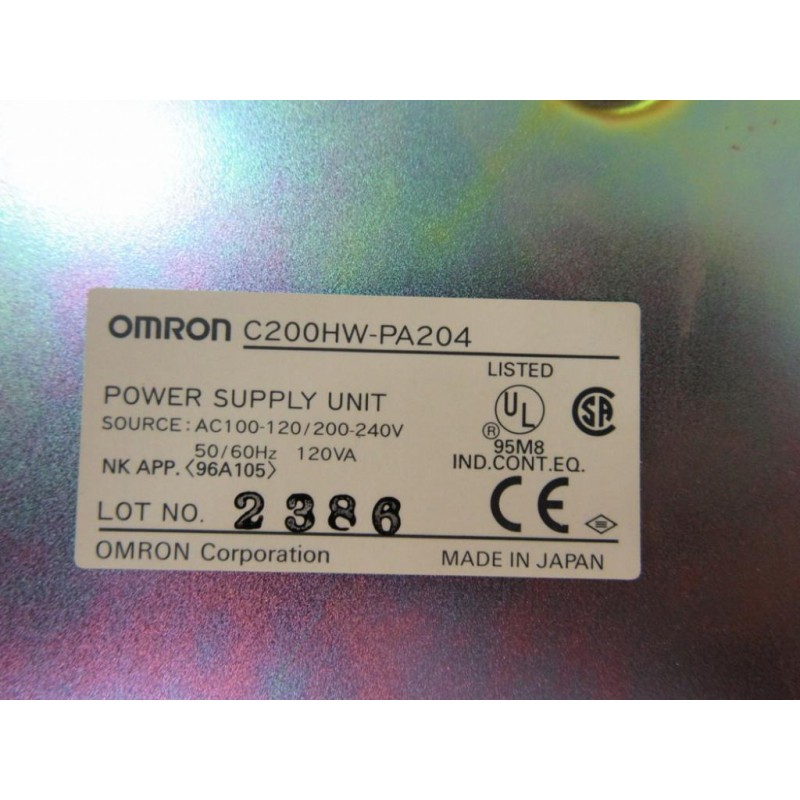 OMRON C200HW-PA204
LISTED
POWER SUPPLY UNIT
SOURCE: AC100-120/200-240V
50/60Hz 120VA
NK APP. <96A105>
UL
®
SA
95M8
IND.CONT.EQ.
LOT NO. 2386
CE
OMRON Corporation
MADE IN JAPAN